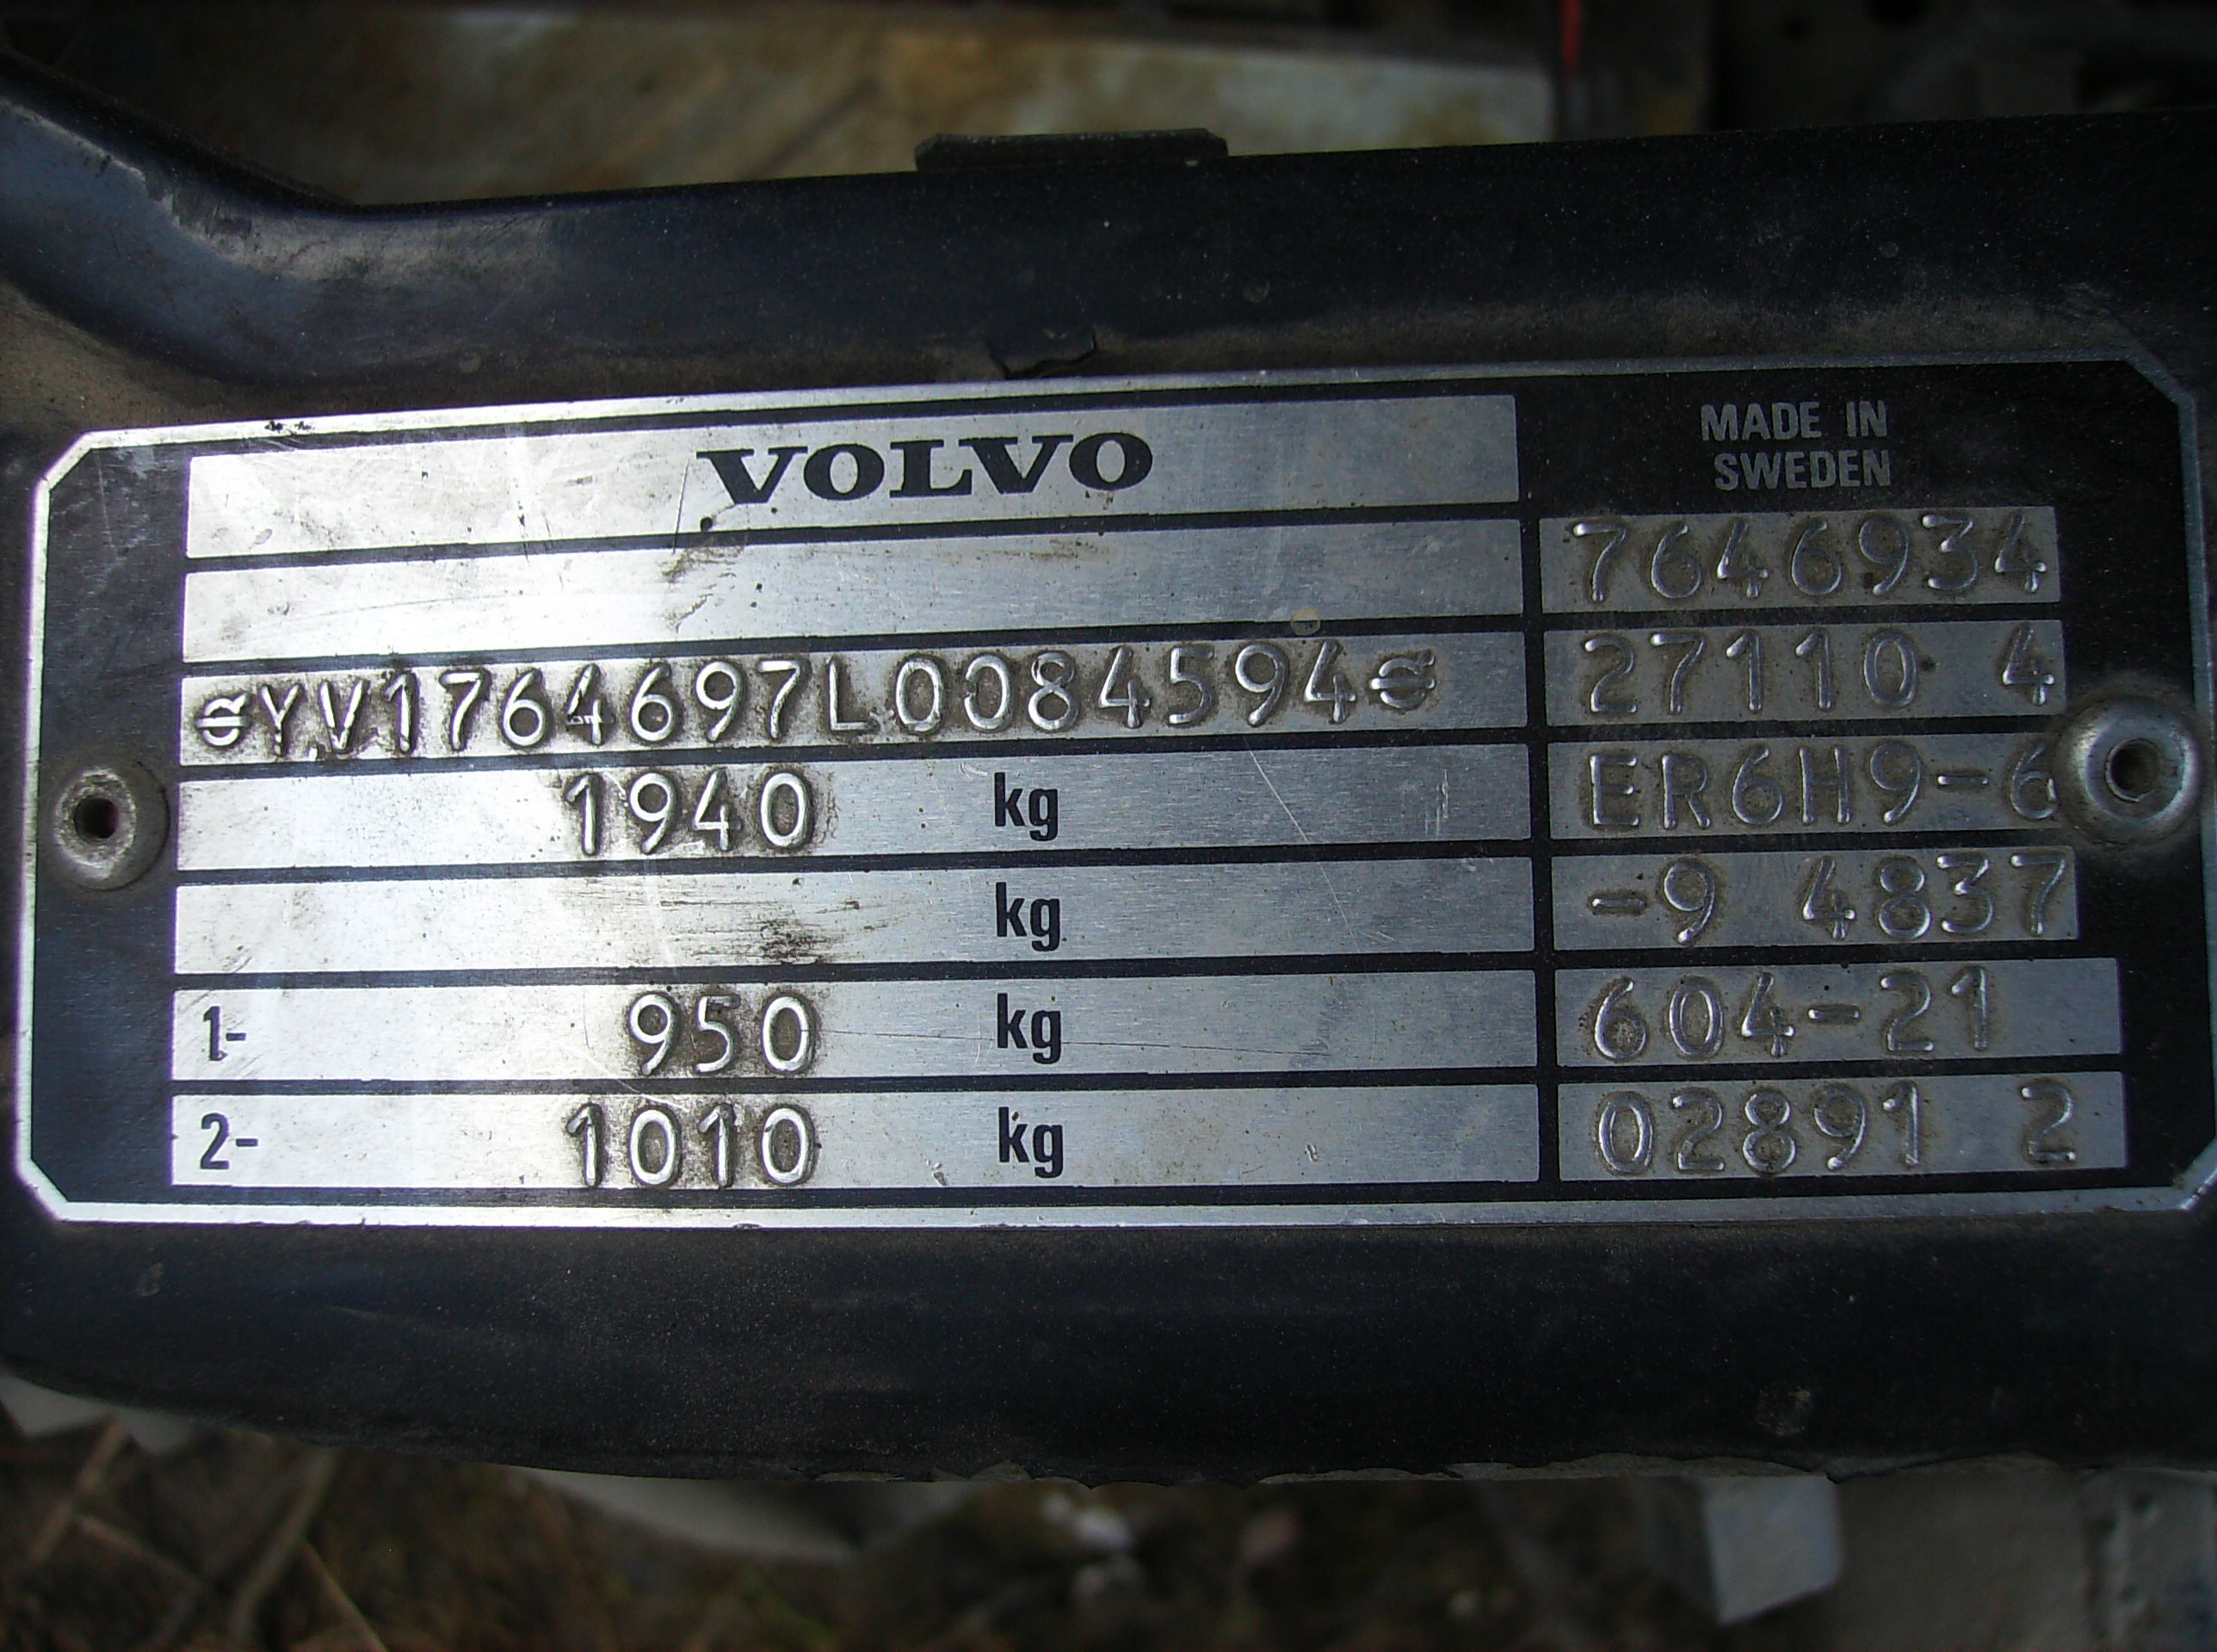 VOLVO
MADE IN
SWEDEN
7646934
YV1764697L0084594
27110 4
1940 kg
ER6H9-6
kg
-9 4837
1- 950 kg
604-21
2- 1010 kg
02891 2